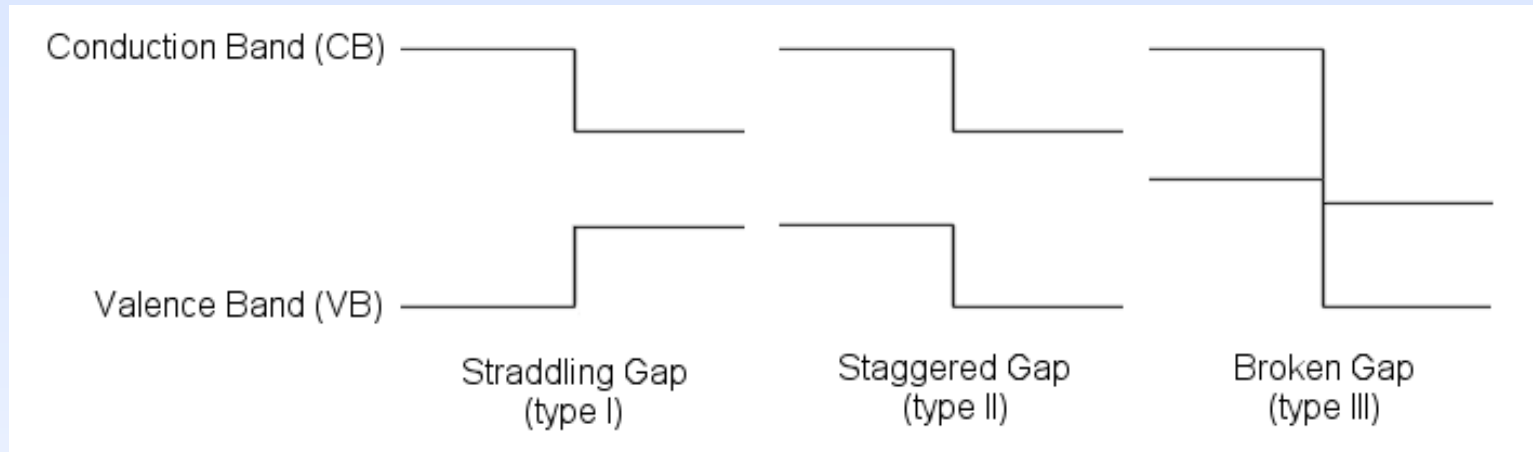 Conduction Band (CB)
Valence Band (VB)
Straddling Gap
(type I)
Staggered Gap
(type II)
Broken Gap
(type III)